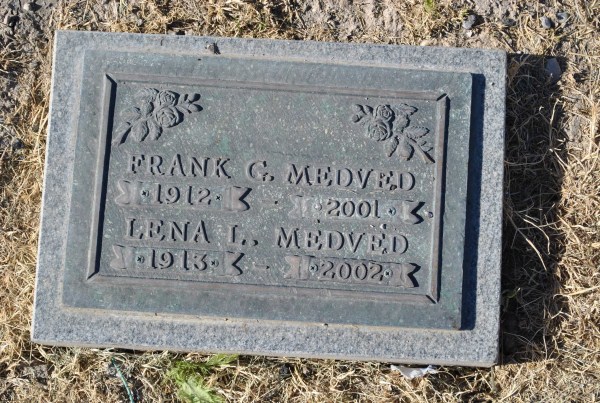 FRANK C. MEDVED
1912 - 2001
LENA L. MEDVED
1913 - 2002